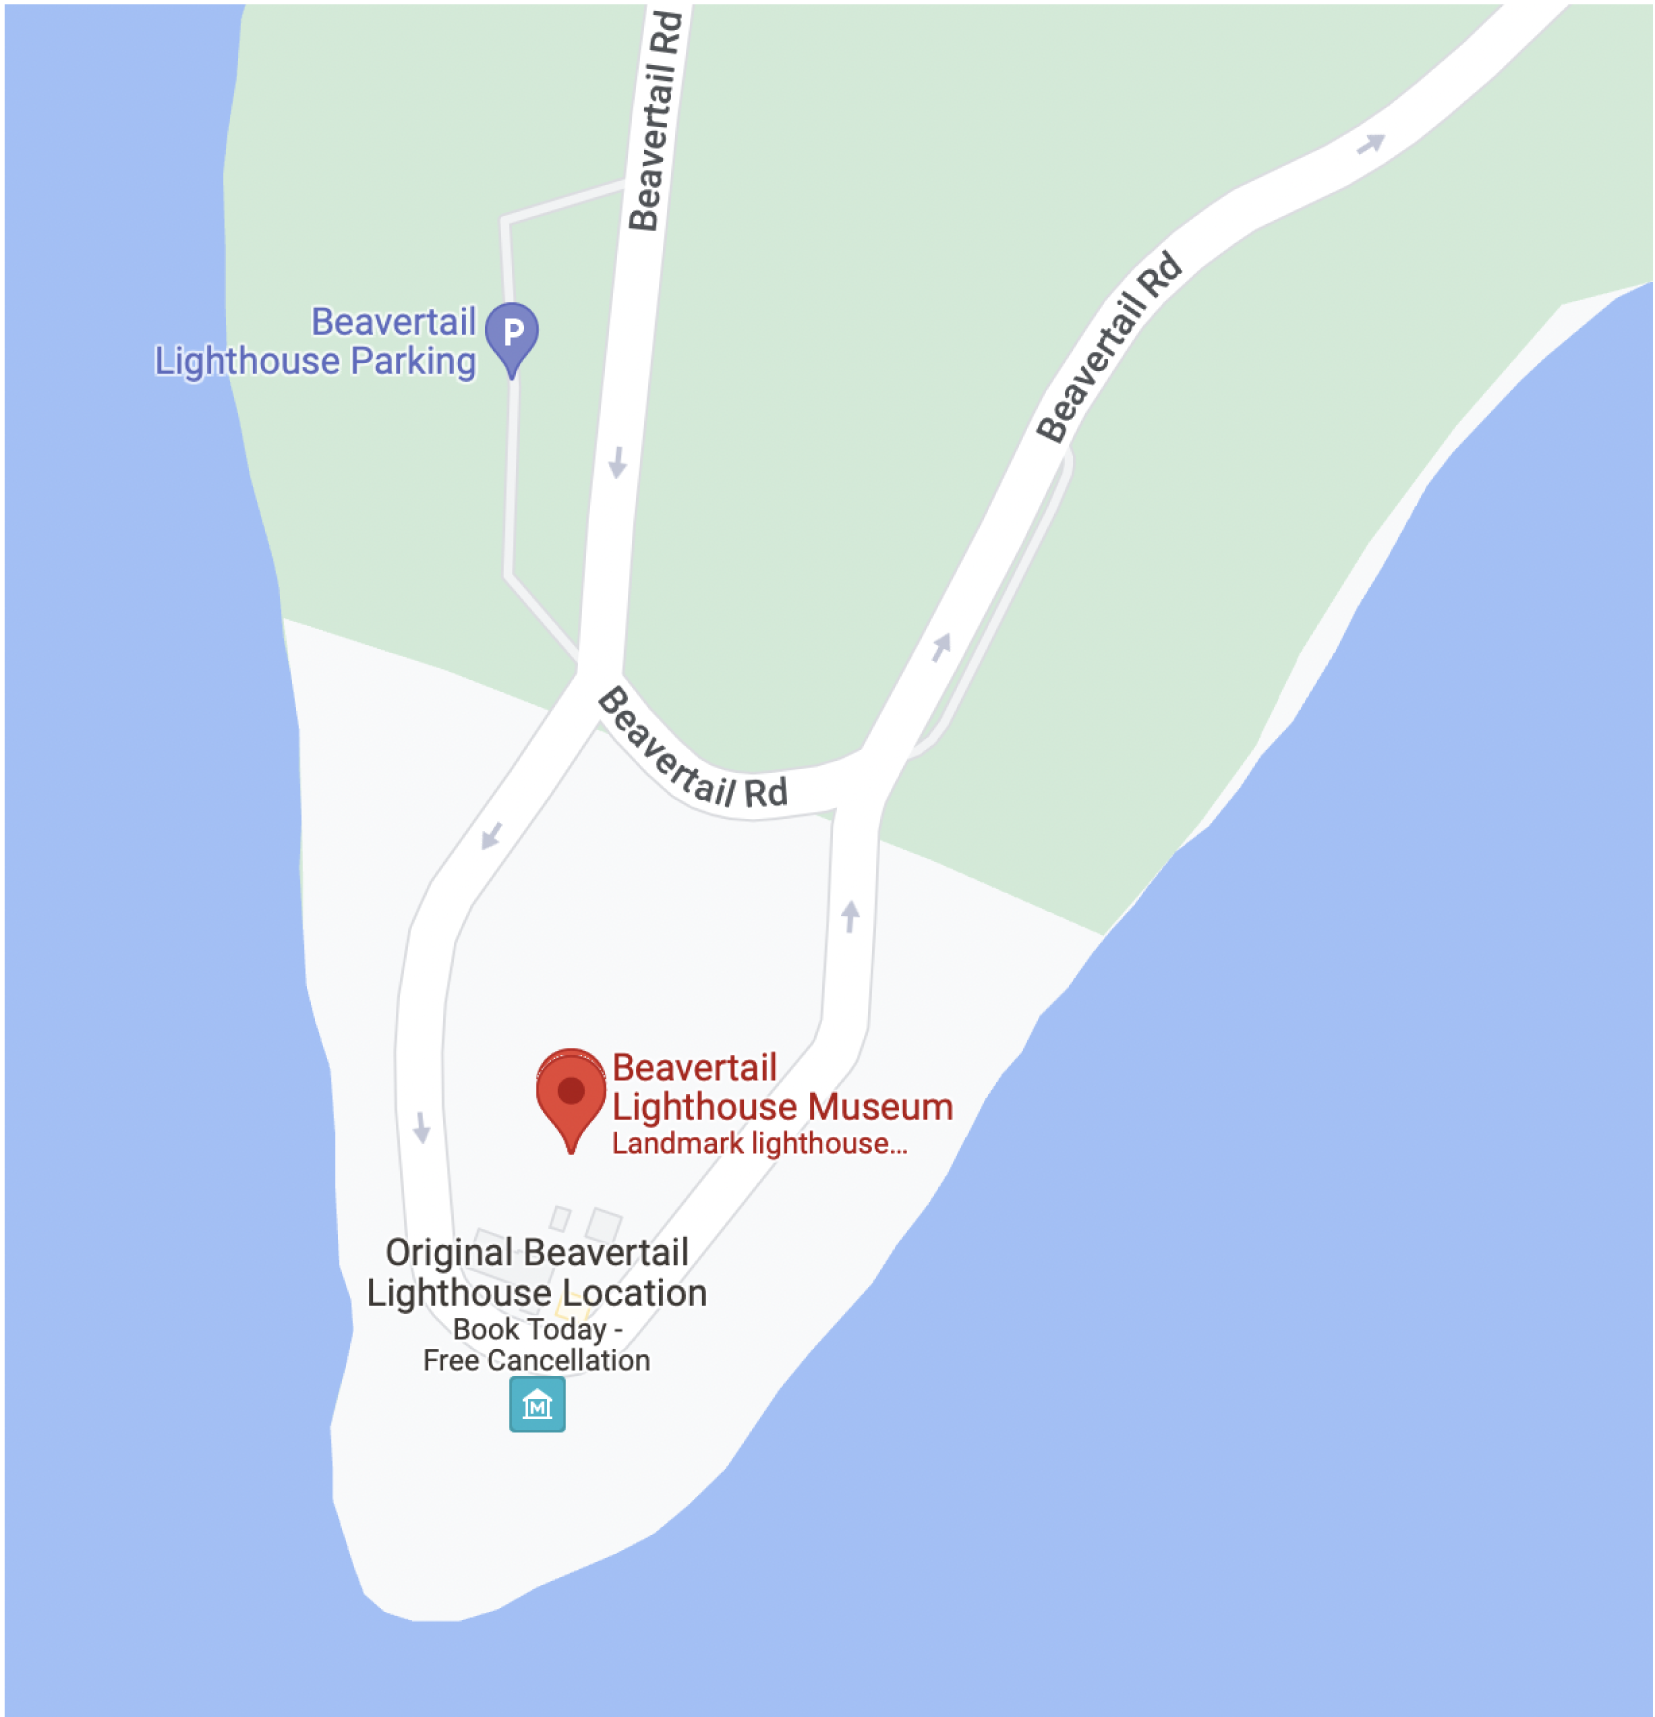 Beavertail Rd
Beavertail Rd
Beavertail
Lighthouse Parking
P
Beavertail Rd
Beavertail
Lighthouse Museum
Landmark lighthouse...
Original Beavertail
Lighthouse Location
Book Today -
Free Cancellation
M